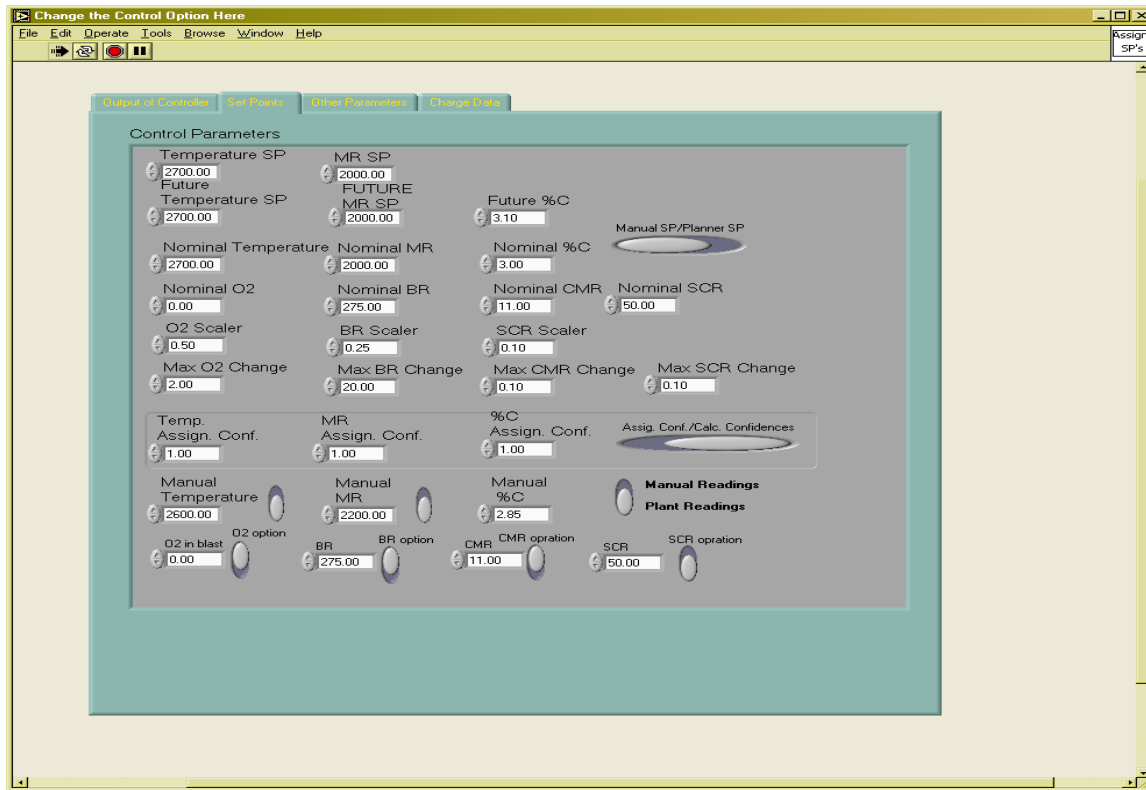 Change the Control Option Here
File Edit Operate Tools Browse Window Help
Assign
SP's
Output of Controller Set Points Other Parameters Charge Data
Control Parameters
Temperature SP MR SP
2700.00 2000.00
Future
Temperature SP FUTURE
MR SP Future %C
2700.00 2000.00 3.10
Manual SP/Planner SP
Nominal Temperature Nominal MR Nominal %C
2700.00 2000.00 3.00
Nominal O2 Nominal BR Nominal CMR Nominal SCR
0.00 275.00 11.00 50.00
O2 Scaler BR Scaler SCR Scaler
0.50 0.25 0.10
Max O2 Change Max BR Change Max CMR Change Max SCR Change
2.00 20.00 0.10 0.10
Temp. MR %C
Assign. Conf. Assign. Conf. Assign. Conf. Assig. Conf./Calc. Confidences
1.00 1.00 1.00
Manual Manual Manual Manual Readings
Temperature MR %C
2600.00 2200.00 2.85 Plant Readings
O2 in blast O2 option BR BR option CMR CMR opration SCR SCR opration
0.00 275.00 11.00 50.00